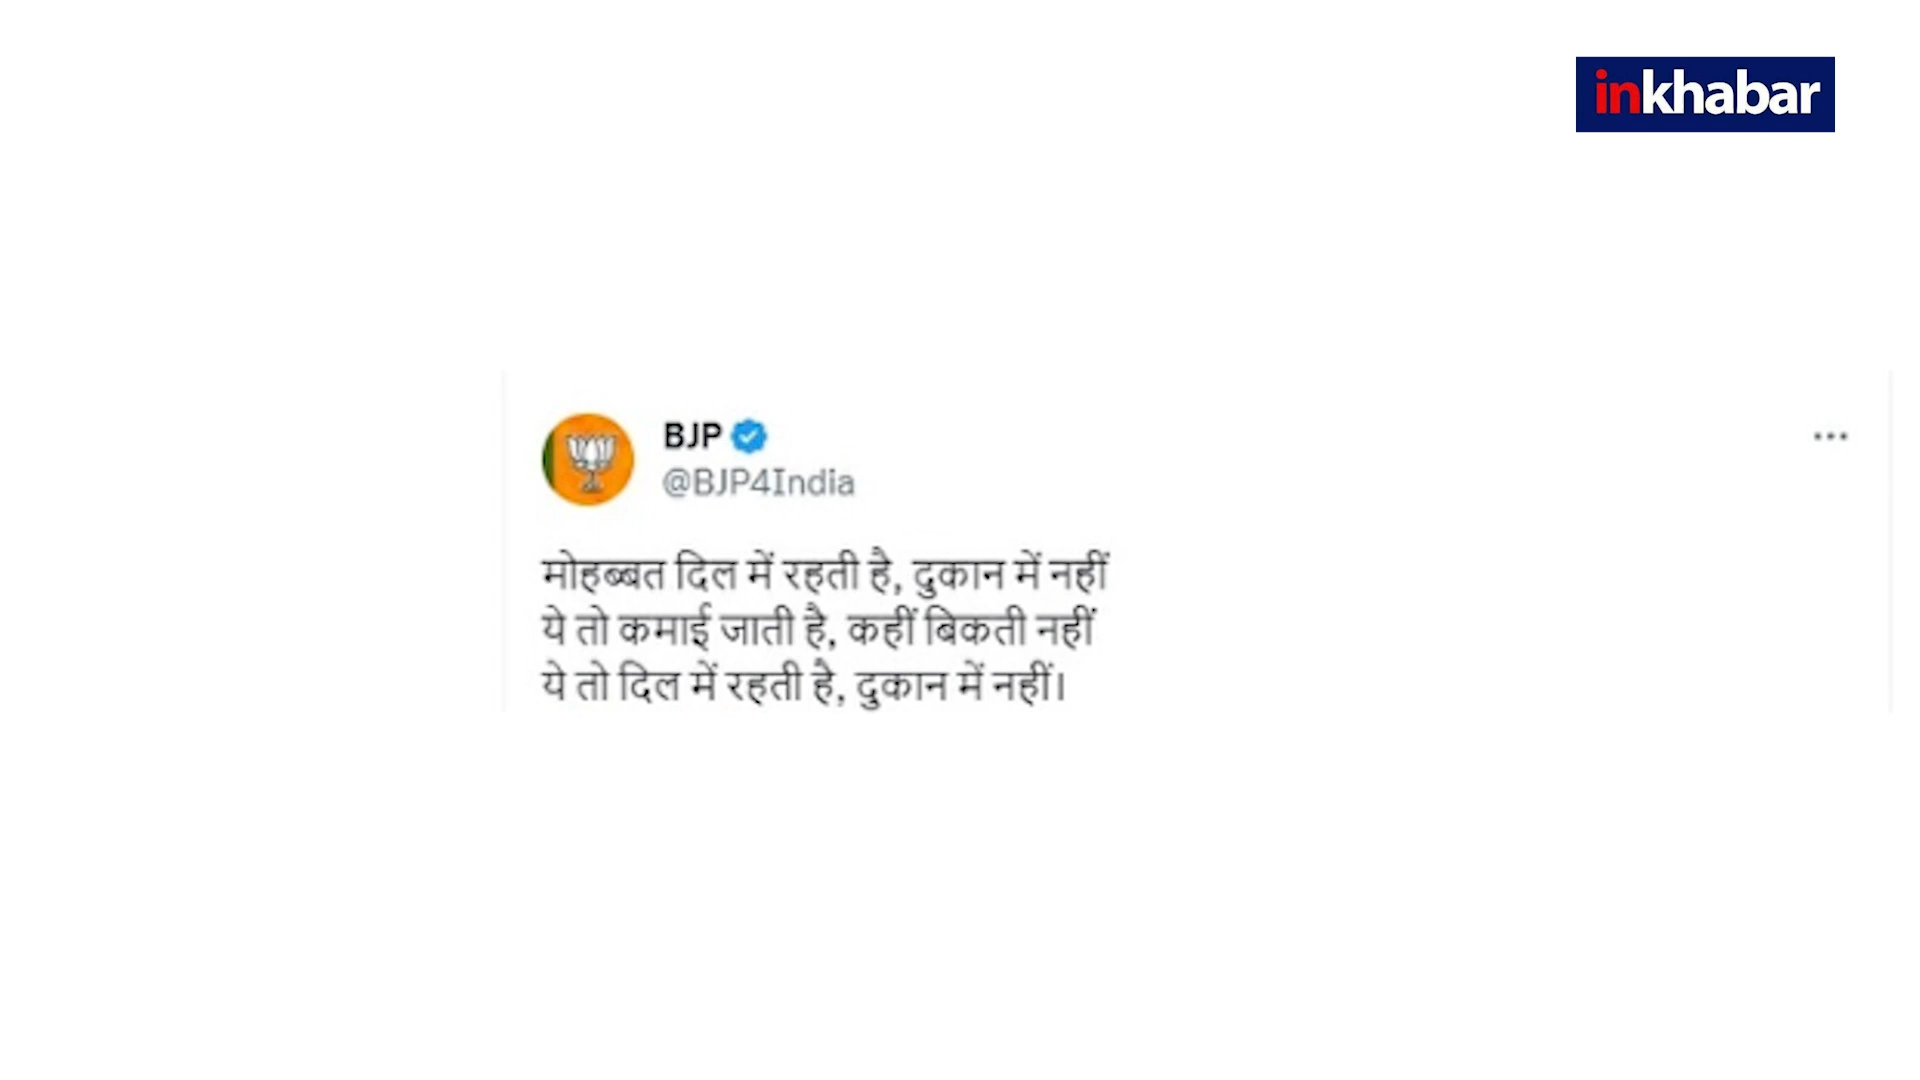 inkhabar
BJP
@BJP4India
मोहब्बत दिल में रहती है, दुकान में नहीं
ये तो कमाई जाती है, कहीं बिकती नहीं
ये तो दिल में रहती है, दुकान में नहीं।